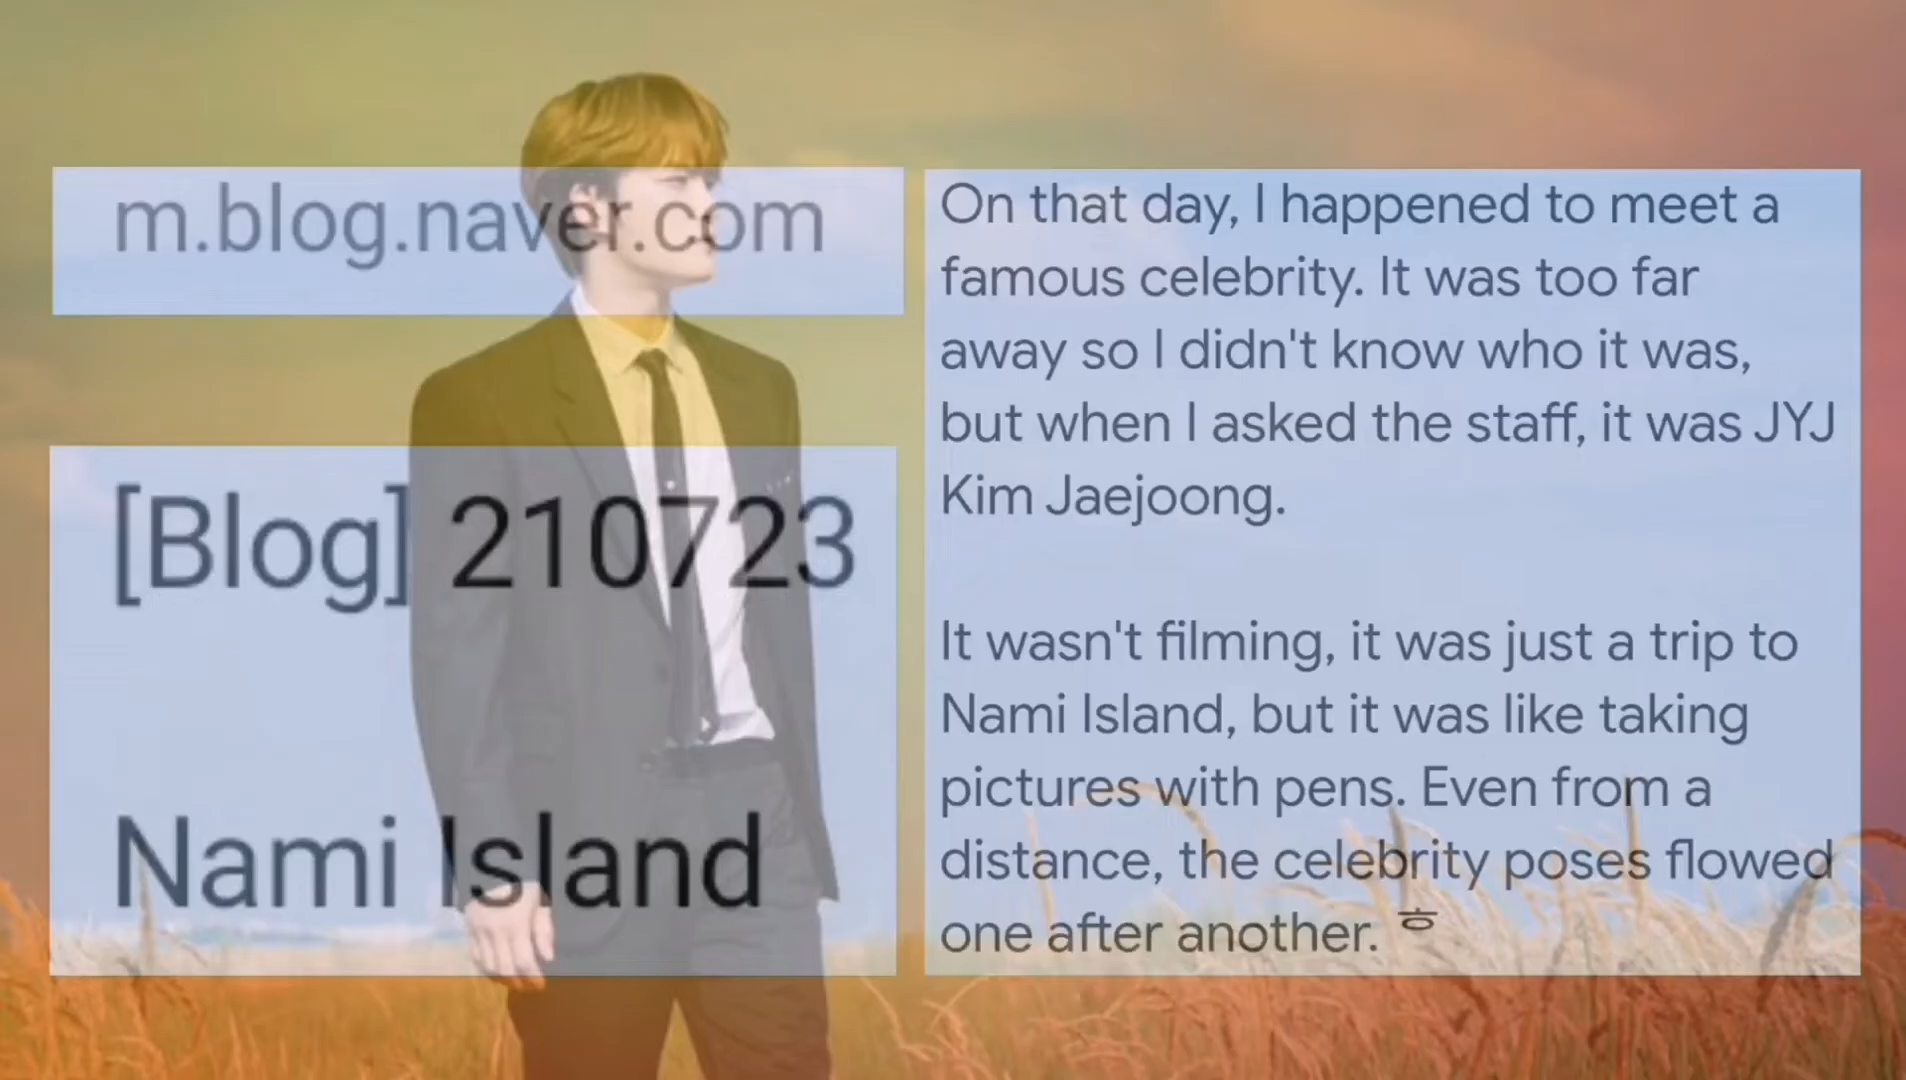 m.blog.naver.com
[Blog] 210723
Nami Island
On that day, I happened to meet a
famous celebrity. It was too far
away so I didn't know who it was,
but when I asked the staff, it was JYJ
Kim Jaejoong.
It wasn't filming, it was just a trip to
Nami Island, but it was like taking
pictures with pens. Even from a
distance, the celebrity poses flowed
one after another. ㅎ